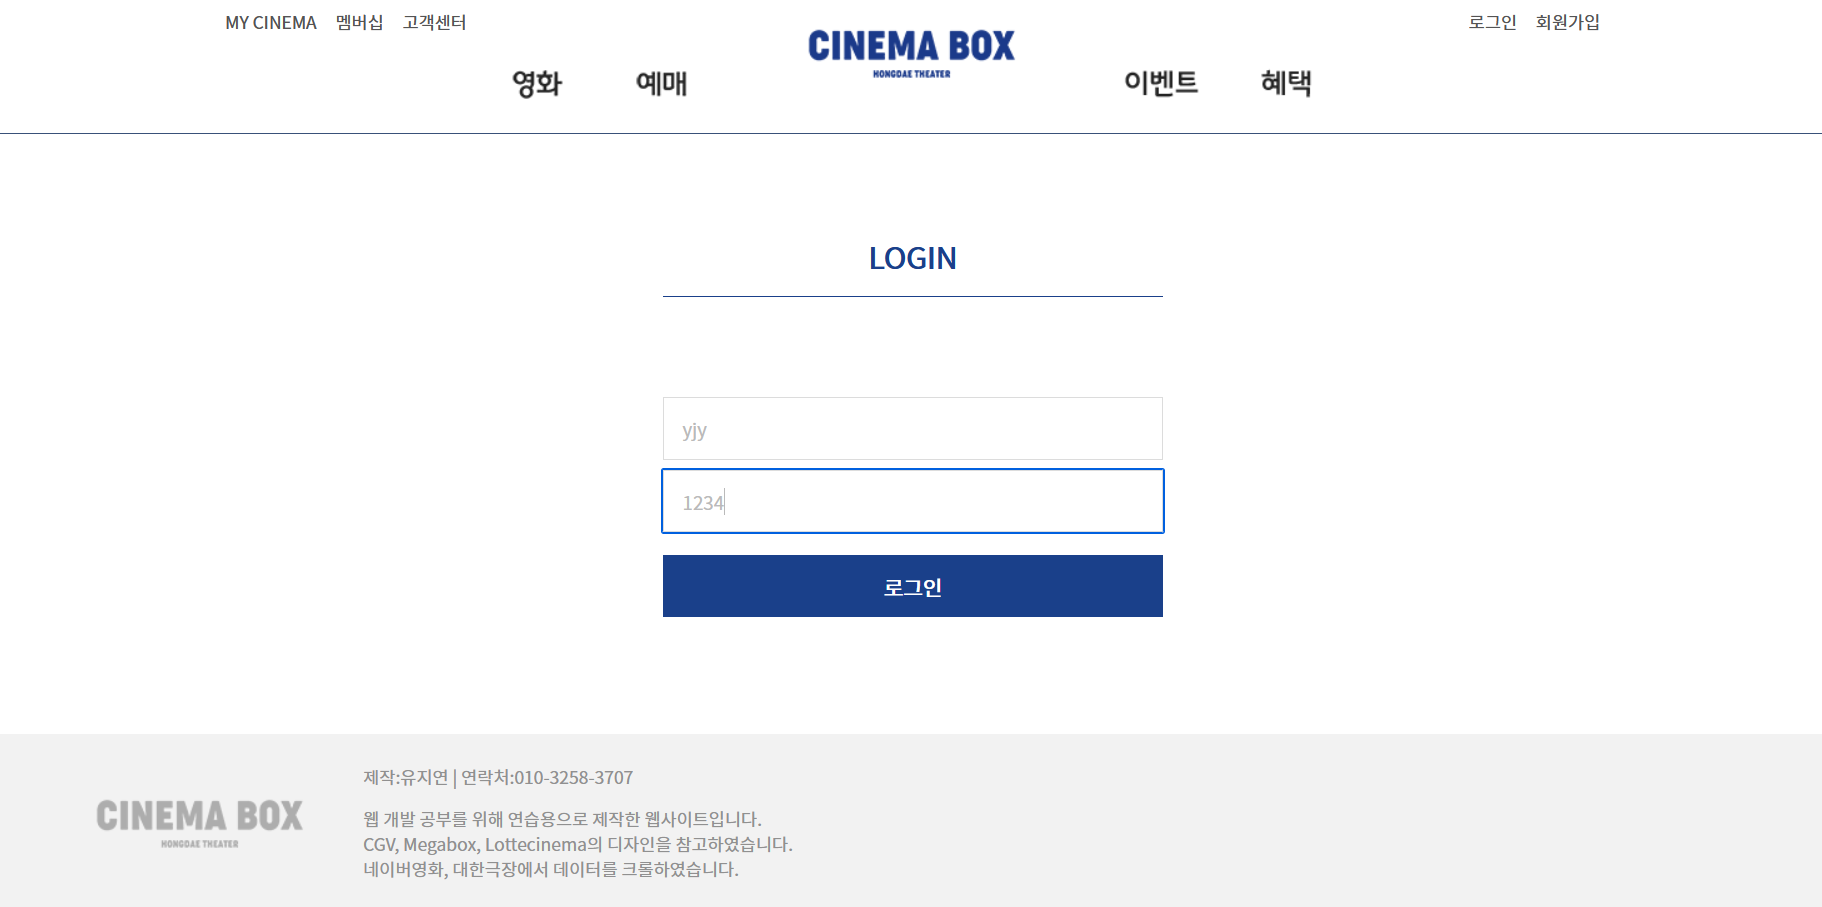 MY CINEMA 멤버십 고객센터
로그인 회원가입
CINEMA BOX
HONGDAE THEATER
영화 예매 이벤트 혜택
LOGIN
yjy
1234
로그인
CINEMA BOX
HONGDAE THEATER
제작:유지연 | 연락처:010-3258-3707
웹 개발 공부를 위해 연습용으로 제작한 웹사이트입니다.
CGV, Megabox, Lottecinema의 디자인을 참고하였습니다.
네이버영화, 대한극장에서 데이터를 크롤하였습니다.